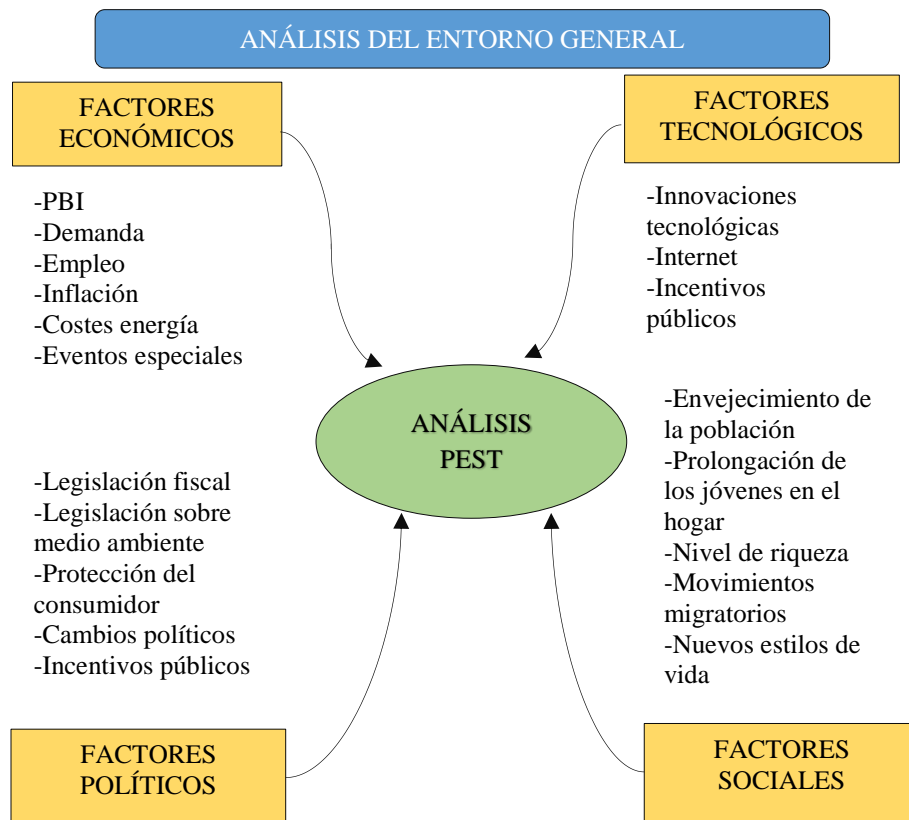 ANÁLISIS DEL ENTORNO GENERAL
FACTORES
ECONÓMICOS
-PBI
-Demanda
-Empleo
-Inflación
-Costes energía
-Eventos especiales
FACTORES
TECNOLÓGICOS
-Innovaciones
tecnológicas
-Internet
-Incentivos
públicos
ANÁLISIS
PEST
-Legislación fiscal
-Legislación sobre
medio ambiente
-Protección del
consumidor
-Cambios políticos
-Incentivos públicos
FACTORES
POLÍTICOS
-Envejecimiento de
la población
-Prolongación de
los jóvenes en el
hogar
-Nivel de riqueza
-Movimientos
migratorios
-Nuevos estilos de
vida
FACTORES
SOCIALES